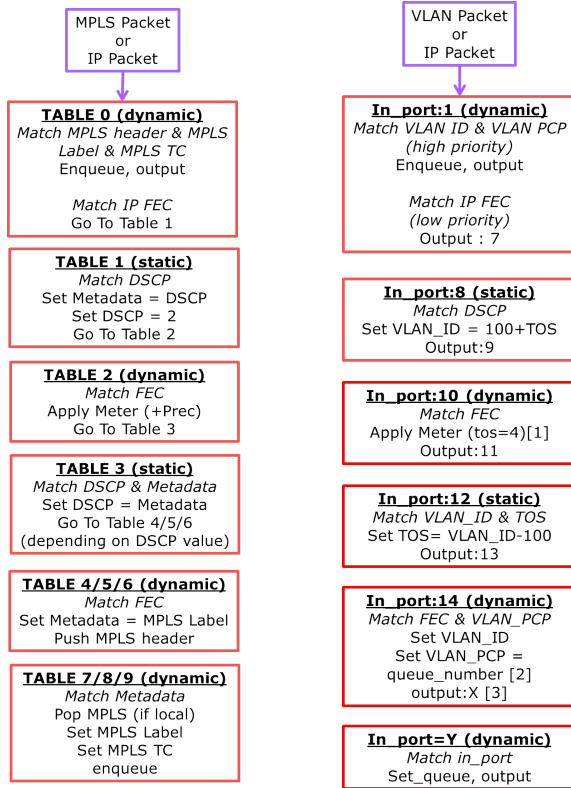 MPLS Packet
or
IP Packet
TABLE 0 (dynamic)
Match MPLS header & MPLS
Label & MPLS TC
Enqueue, output
Match IP FEC
Go To Table 1
TABLE 1 (static)
Match DSCP
Set Metadata = DSCP
Set DSCP = 2
Go To Table 2
TABLE 2 (dynamic)
Match FEC
Apply Meter (+Prec)
Go To Table 3
TABLE 3 (static)
Match DSCP & Metadata
Set DSCP = Metadata
Go To Table 4/5/6
(depending on DSCP value)
TABLE 4/5/6 (dynamic)
Match FEC
Set Metadata = MPLS Label
Push MPLS header
TABLE 7/8/9 (dynamic)
Match Metadata
Pop MPLS (if local)
Set MPLS Label
Set MPLS TC
enqueue
VLAN Packet
or
IP Packet
In_port:1 (dynamic)
Match VLAN ID & VLAN PCP
(high priority)
Enqueue, output
Match IP FEC
(low priority)
Output : 7
In_port:8 (static)
Match DSCP
Set VLAN_ID = 100+TOS
Output:9
In_port:10 (dynamic)
Match FEC
Apply Meter (tos=4)[1]
Output:11
In_port:12 (static)
Match VLAN_ID & TOS
Set TOS= VLAN_ID-100
Output:13
In_port:14 (dynamic)
Match FEC & VLAN_PCP
Set VLAN_ID
Set VLAN_PCP =
queue_number [2]
output:X [3]
In_port=Y (dynamic)
Match in_port
Set_queue, output